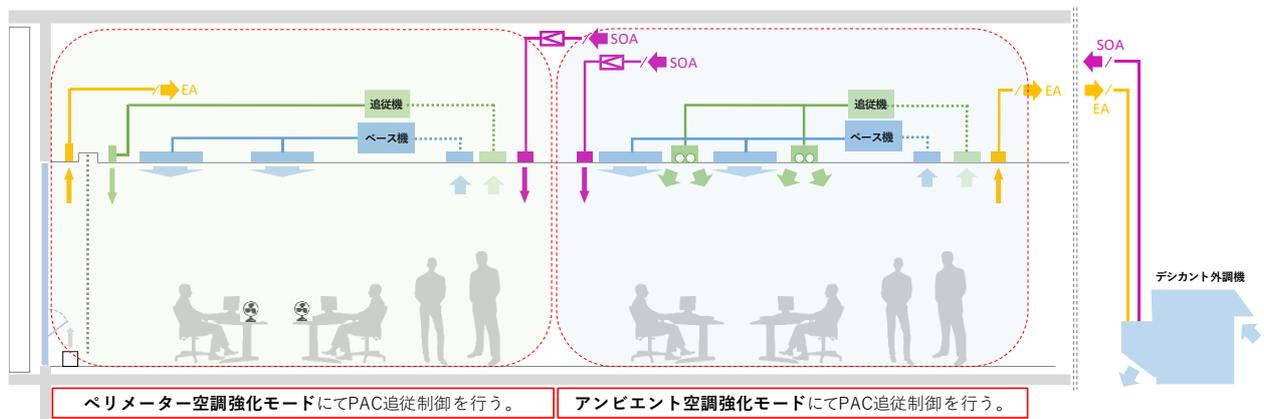 SOA
SOA
SOA
EA
追従機
ベース機
追従機
ベース機
EA
EA
デシカント外調機
ペリメーター空調強化モードにてPAC追従制御を行う。
アンビエント空調強化モードにてPAC追従制御を行う。